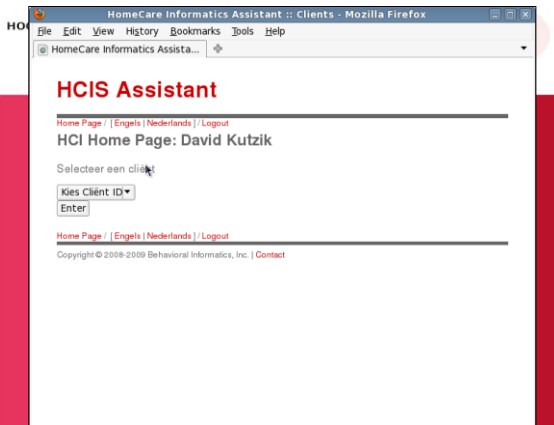 HomeCare Informatics Assistant :: Clients - Mozilla Firefox
File Edit View History Bookmarks Tools Help
HomeCare Informatics Assista...
HCIS Assistant
Home Page / [ Engels | Nederlands ] / Logout
HCI Home Page: David Kutzik
Selecteer een cliënt
Kies Cliënt ID
Enter
Home Page / [ Engels | Nederlands ] / Logout
Copyright © 2008-2009 Behavioral Informatics, Inc. | Contact